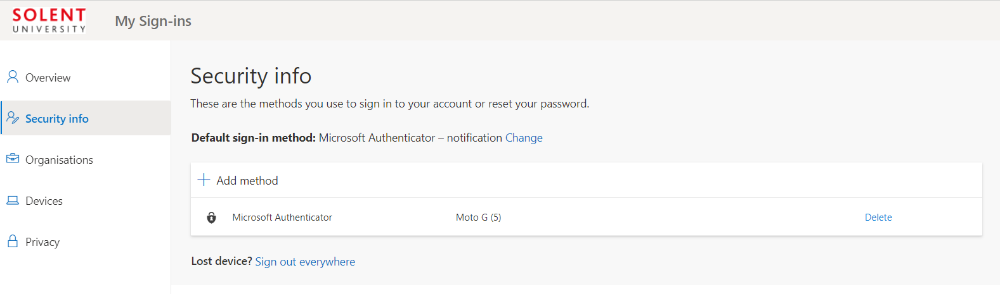 SOLENT
UNIVERSITY
My Sign-ins
Overview
Security info
Organisations
Devices
Privacy
Security info
These are the methods you use to sign in to your account or reset your password.
Default sign-in method: Microsoft Authenticator – notification Change
Add method
Microsoft Authenticator Moto G (5) Delete
Lost device? Sign out everywhere